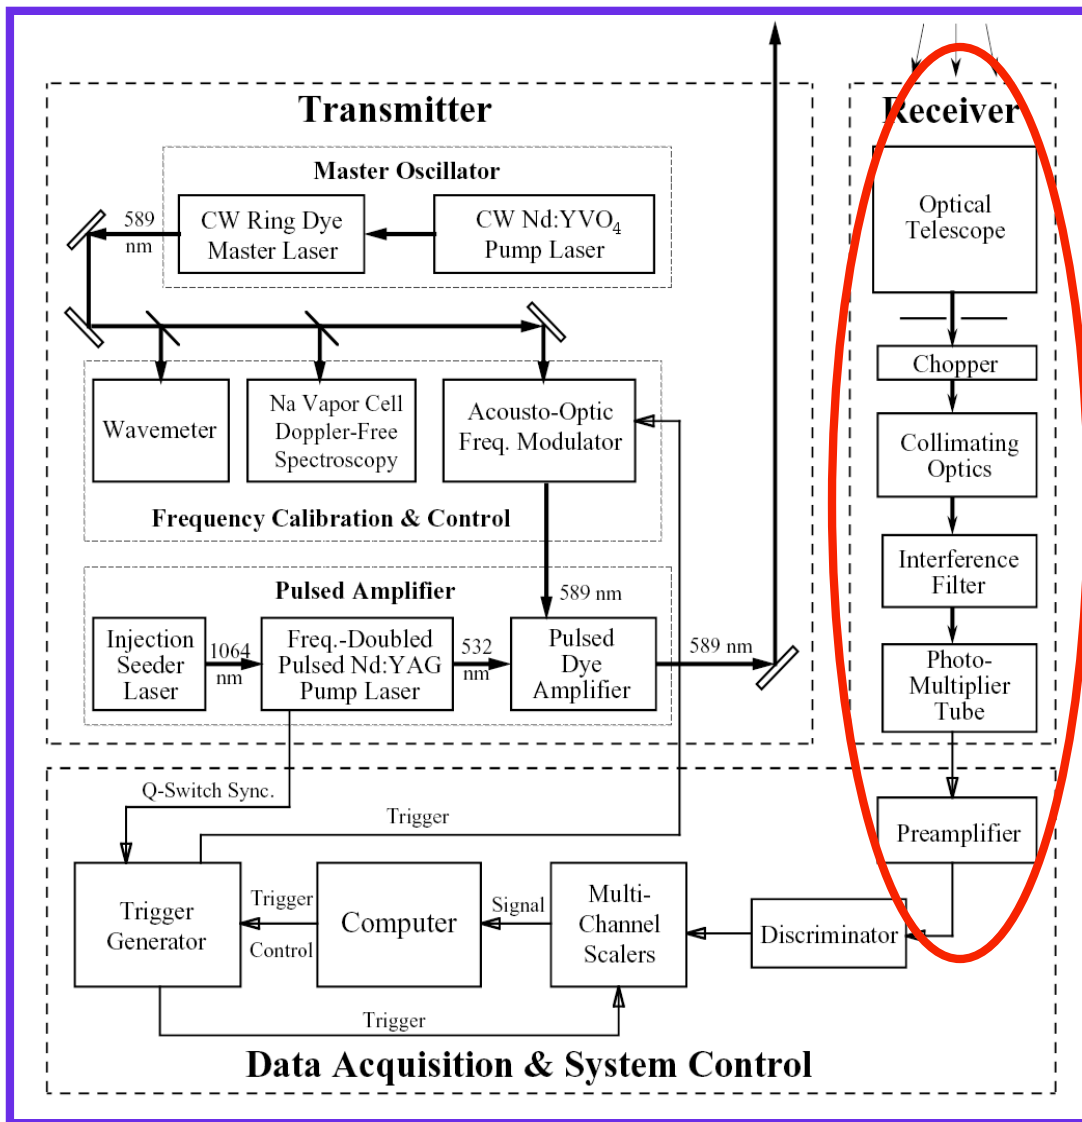 Transmitter
Master Oscillator
CW Ring Dye
Master Laser
CW Nd:YVO4
Pump Laser
589
nm
Wavemeter
Na Vapor Cell
Doppler-Free
Spectroscopy
Acousto-Optic
Freq. Modulator
Frequency Calibration & Control
Pulsed Amplifier
589 nm
Injection
Seeder
Laser
1064
nm
Freq.-Doubled
Pulsed Nd:YAG
Pump Laser
532
nm
Pulsed
Dye
Amplifier
589 nm
Receiver
Optical
Telescope
Chopper
Collimating
Optics
Interference
Filter
Photo-
Multiplier
Tube
Q-Switch Sync.
Trigger
Preamplifier
Trigger
Generator
Trigger
Control
Computer
Signal
Multi-
Channel
Scalers
Discriminator
Trigger
Data Acquisition & System Control